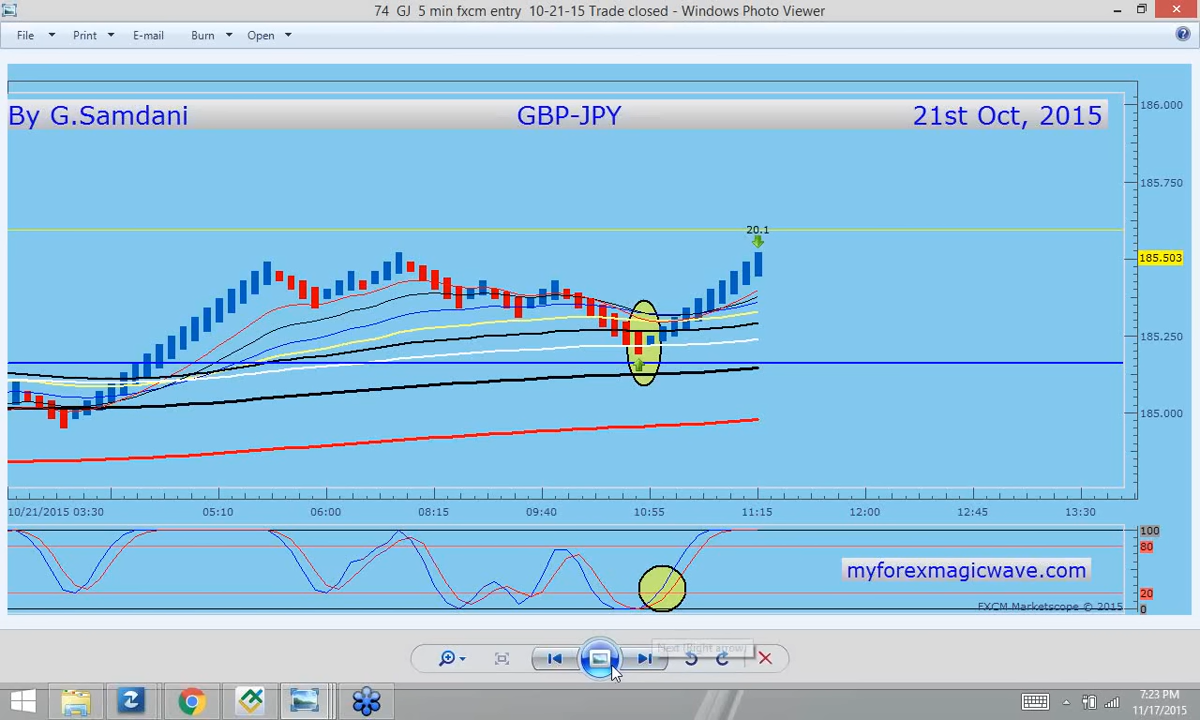 74 GJ 5 min fxcm entry 10-21-15 Trade closed - Windows Photo Viewer
File Print E-mail Burn Open
By G.Samdani GBP-JPY 21st Oct, 2015
186.000
185.750
20.1
185.503
185.250
185.000
10/21/2015 03:30 05:10 06:00 08:15 09:40 10:55 11:15 12:00 12:45 13:30
100
80
myforexmagicwave.com
20
FXCM Marketscope © 2015
0
Next (Right arrow)
7:23 PM
11/17/2015